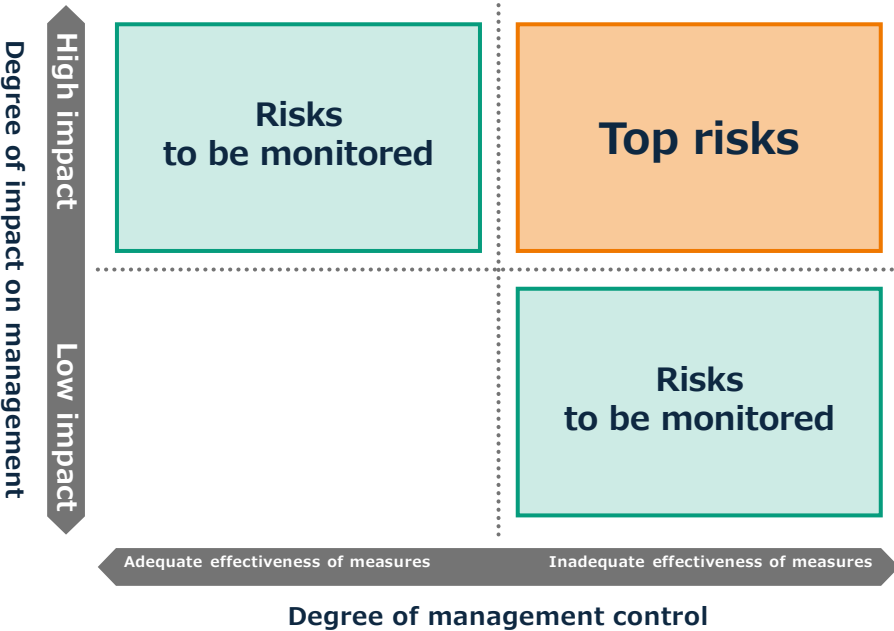 Degree of impact on management
High impact
Low impact
Risks
to be monitored
Top risks
Risks
to be monitored
Adequate effectiveness of measures
Inadequate effectiveness of measures
Degree of management control